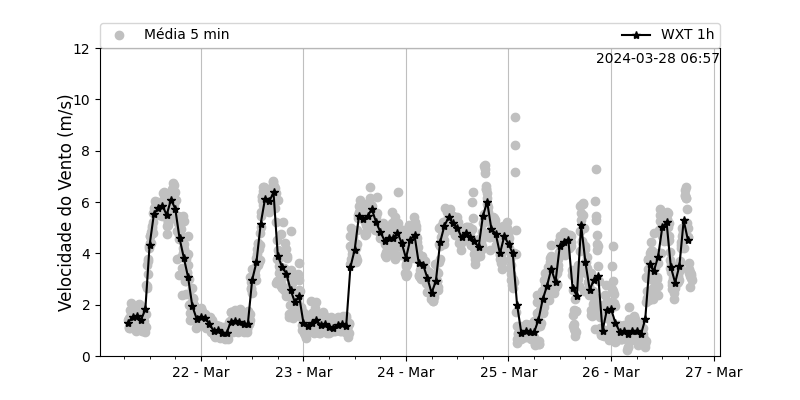 Média 5 min
WXT 1h
2024-03-28 06:57
Velocidade do Vento (m/s)
12
10
8
6
4
2
0
22 - Mar
23 - Mar
24 - Mar
25 - Mar
26 - Mar
27 - Mar